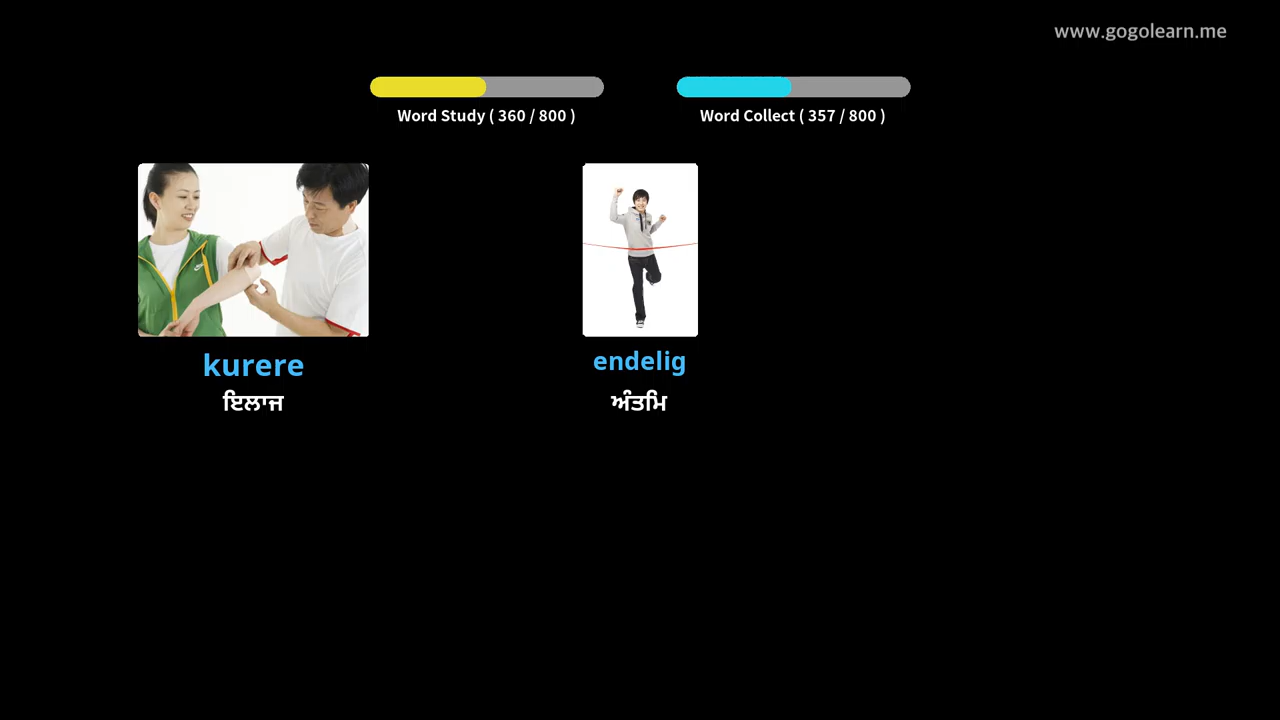 www.gogolearn.me
Word Study ( 360 / 800 )
Word Collect ( 357 / 800 )
kurere
ਇਲਾਜ
endelig
ਅੰਤਮਿ